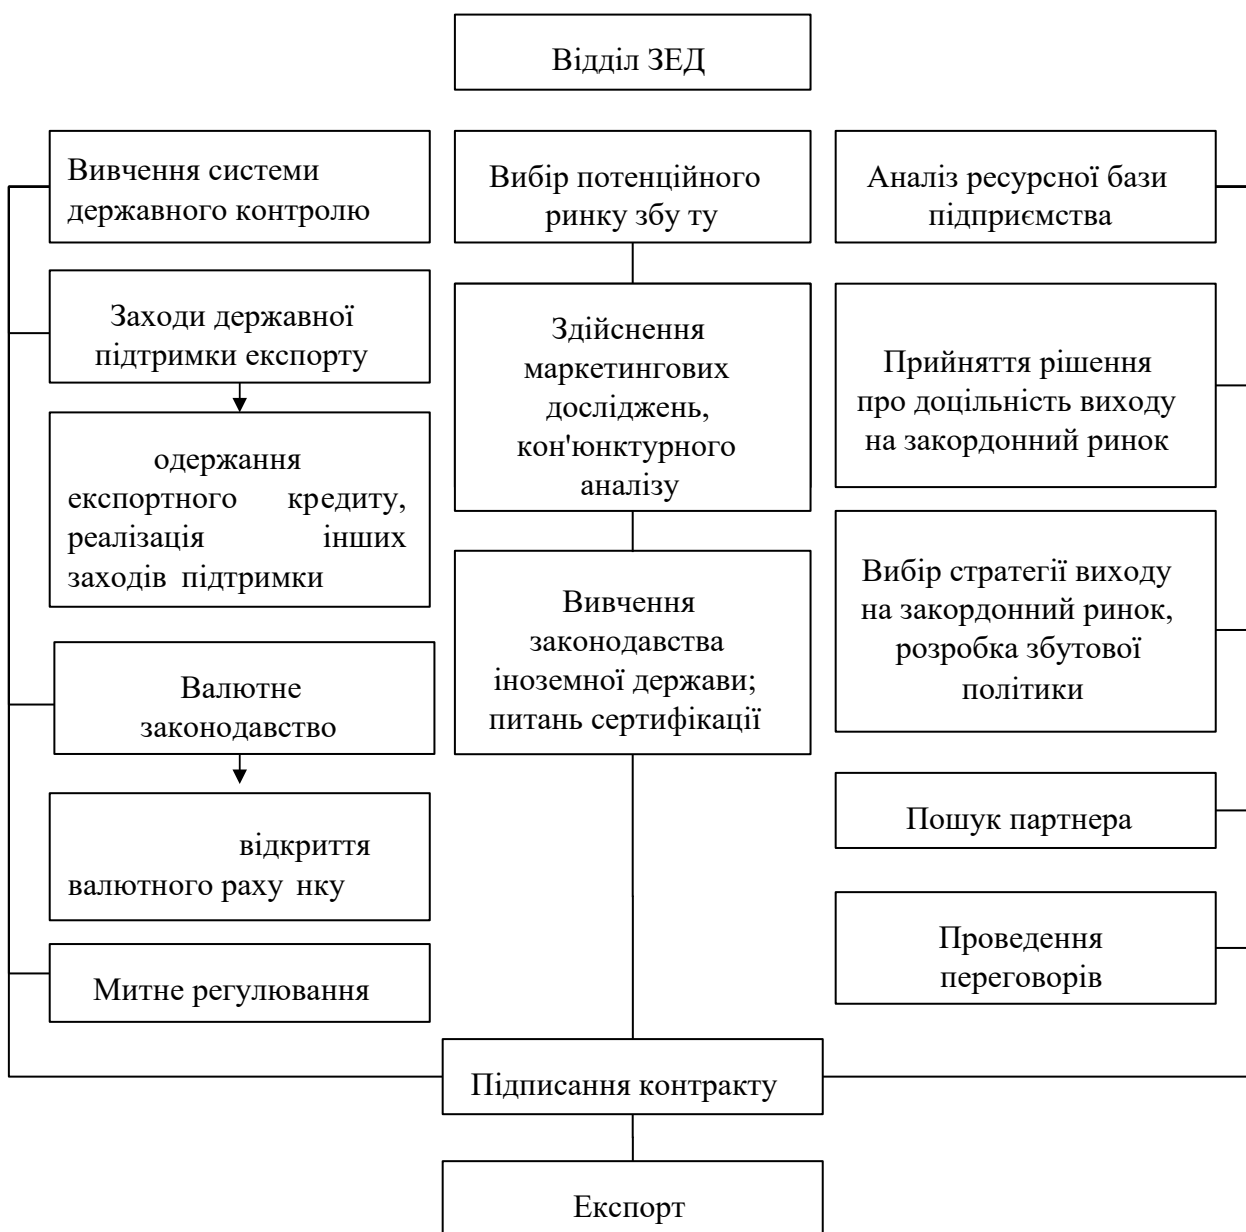 Відділ ЗЕД
Вивчення системи
державного контролю
Заходи державної
підтримки експорту
одержання
експортного кредиту,
реалізація інших
заходів підтримки
Валютне
законодавство
відкриття
валютного раху нку
Митне регулювання
Вибір потенційного
ринку збу ту
Здійснення
маркетингових
досліджень,
кон'юнктурного
аналізу
Вивчення
законодавства
іноземної держави;
питань сертифікації
Аналіз ресурсної бази
підприємства
Прийняття рішення
про доцільність виходу
на закордонний ринок
Вибір стратегії виходу
на закордонний ринок,
розробка збутової
політики
Пошук партнера
Проведення
переговорів
Підписання контракту
Експорт